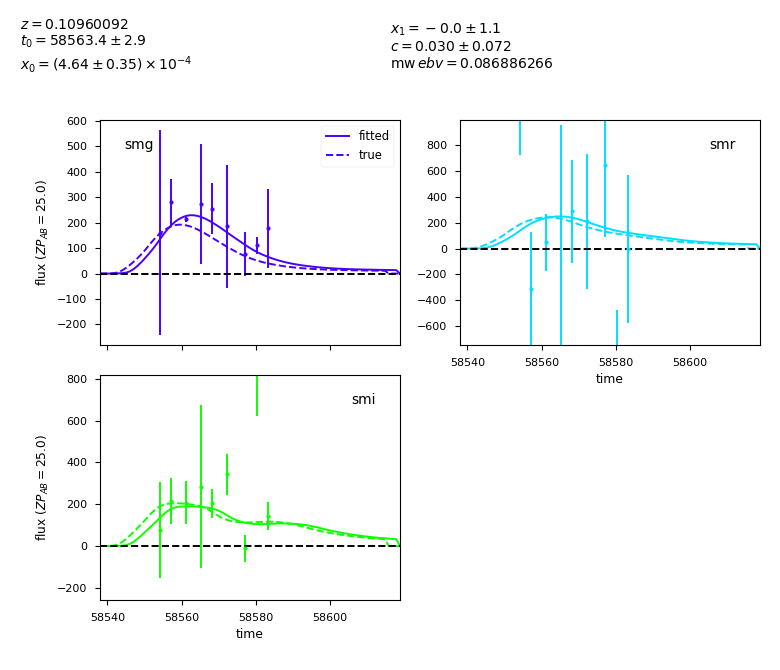 z = 0.10960092
t₀ = 58563.4 ± 2.9
x₀ = (4.64 ± 0.35) × 10⁻⁴
x₁ = − 0.0 ± 1.1
c = 0.030 ± 0.072
mw ebv = 0.086886266
smg
fitted
true
600
500
400
300
200
100
0
−100
−200
flux (ZP_AB = 25.0)
smr
800
600
400
200
0
−200
−400
−600
58540 58560 58580 58600
time
smi
800
600
400
200
0
−200
flux (ZP_AB = 25.0)
58540 58560 58580 58600
time